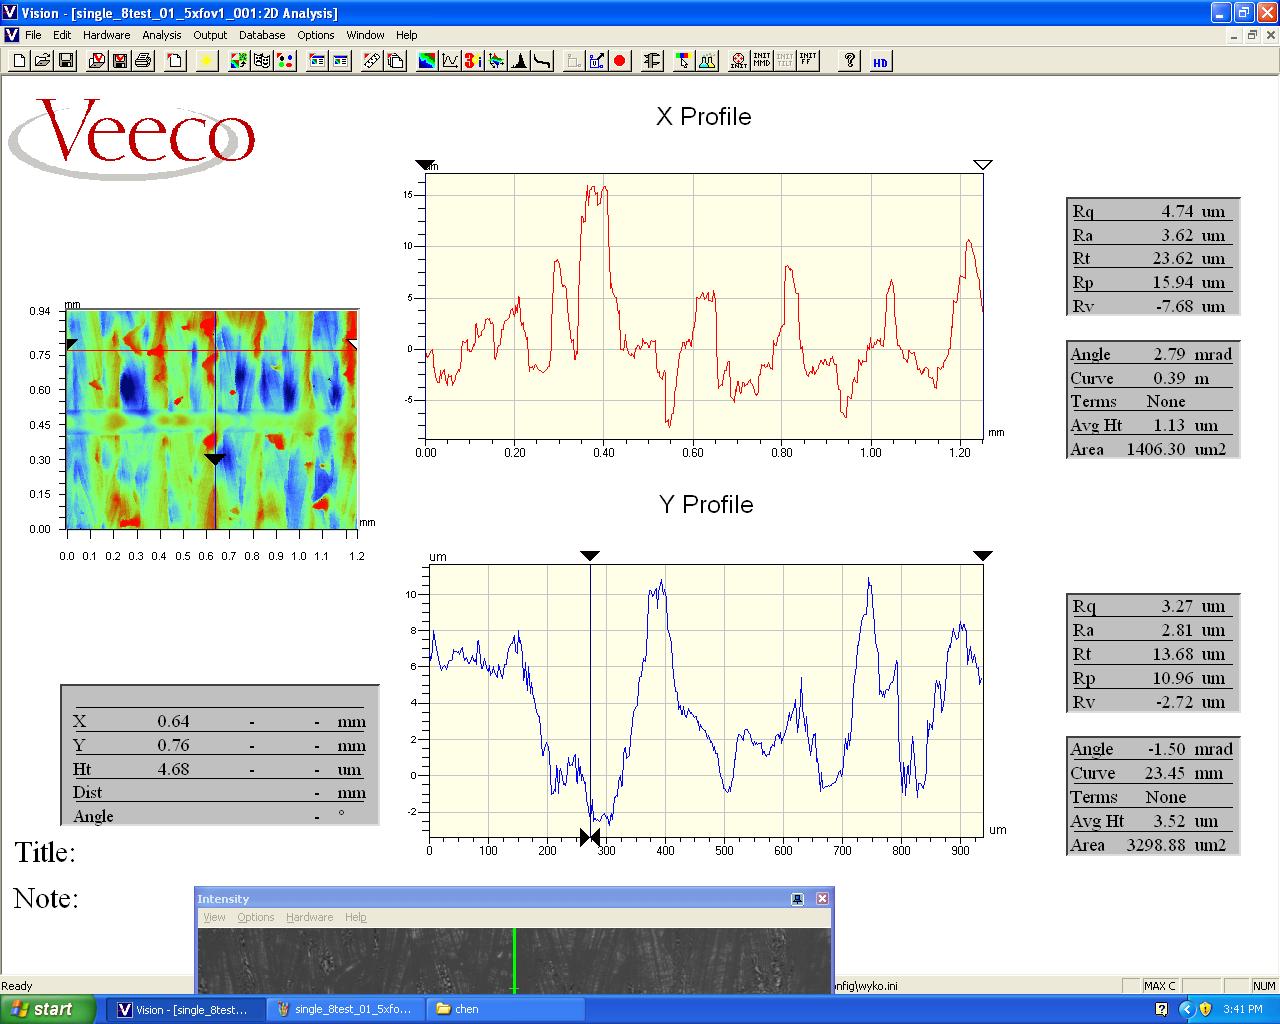 Vision - [single_8test_01_5xfov1_001:2D Analysis]
File Edit Hardware Analysis Output Database Options Window Help
INIT INIT MMD INIT TILT INIT FF ? HD
Veeco
X Profile
um
15
10
5
0
-5
0.00 0.20 0.40 0.60 0.80 1.00 1.20
mm
Rq 4.74 um
Ra 3.62 um
Rt 23.62 um
Rp 15.94 um
Rv -7.68 um
Angle 2.79 mrad
Curve 0.39 m
Terms None
Avg Ht 1.13 um
Area 1406.30 um2
mm
0.94
0.75
0.60
0.45
0.30
0.15
0.00
mm
0.0 0.1 0.2 0.3 0.4 0.5 0.6 0.7 0.8 0.9 1.0 1.1 1.2
Y Profile
um
10
8
6
4
2
0
-2
0 100 200 300 400 500 600 700 800 900
um
Rq 3.27 um
Ra 2.81 um
Rt 13.68 um
Rp 10.96 um
Rv -2.72 um
Angle -1.50 mrad
Curve 23.45 mm
Terms None
Avg Ht 3.52 um
Area 3298.88 um2
X 0.64 - - mm
Y 0.76 - - mm
Ht 4.68 - - um
Dist - mm
Angle - °
Title:
Note:
Intensity
View Options Hardware Help
Ready
nfig\wyko.ini
MAX C NUM
start
Vision - [single_8test...
single_8test_01_5xfo...
chen
3:41 PM